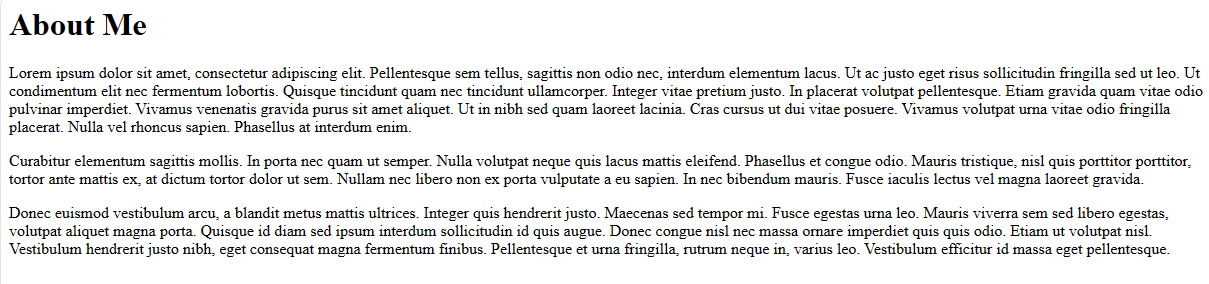 About Me
Lorem ipsum dolor sit amet, consectetur adipiscing elit. Pellentesque sem tellus, sagittis non odio nec, interdum elementum lacus. Ut ac justo eget risus sollicitudin fringilla sed ut leo. Ut
condimentum elit nec fermentum lobortis. Quisque tincidunt quam nec tincidunt ullamcorper. Integer vitae pretium justo. In placerat volutpat pellentesque. Etiam gravida quam vitae odio
pulvinar imperdiet. Vivamus venenatis gravida purus sit amet aliquet. Ut in nibh sed quam laoreet lacinia. Cras cursus ut dui vitae posuere. Vivamus volutpat urna vitae odio fringilla
placerat. Nulla vel rhoncus sapien. Phasellus at interdum enim.
Curabitur elementum sagittis mollis. In porta nec quam ut semper. Nulla volutpat neque quis lacus mattis eleifend. Phasellus et congue odio. Mauris tristique, nisl quis porttitor porttitor,
tortor ante mattis ex, at dictum tortor dolor ut sem. Nullam nec libero non ex porta vulputate a eu sapien. In nec bibendum mauris. Fusce iaculis lectus vel magna laoreet gravida.
Donec euismod vestibulum arcu, a blandit metus mattis ultrices. Integer quis hendrerit justo. Maecenas sed tempor mi. Fusce egestas urna leo. Mauris viverra sem sed libero egestas,
volutpat aliquet magna porta. Quisque id diam sed ipsum interdum sollicitudin id quis augue. Donec congue nisl nec massa ornare imperdiet quis quis odio. Etiam ut volutpat nisl.
Vestibulum hendrerit justo nibh, eget consequat magna fermentum finibus. Pellentesque et urna fringilla, rutrum neque in, varius leo. Vestibulum efficitur id massa eget pellentesque.